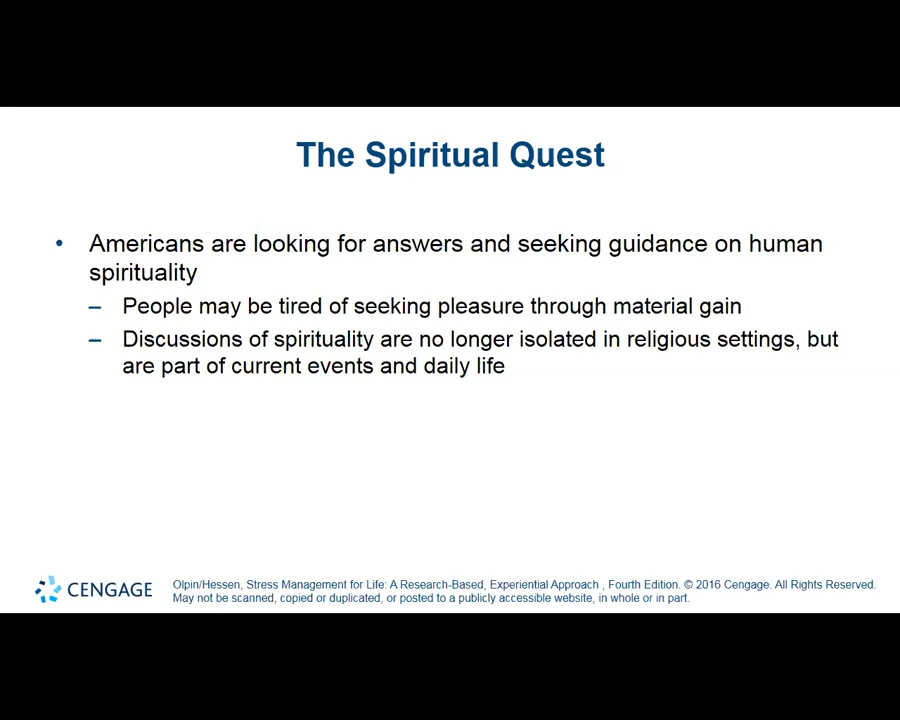 The Spiritual Quest
• Americans are looking for answers and seeking guidance on human
spirituality
– People may be tired of seeking pleasure through material gain
– Discussions of spirituality are no longer isolated in religious settings, but
are part of current events and daily life
CENGAGE
Olpin/Hessen, Stress Management for Life: A Research-Based, Experiential Approach , Fourth Edition. © 2016 Cengage. All Rights Reserved.
May not be scanned, copied or duplicated, or posted to a publicly accessible website, in whole or in part.